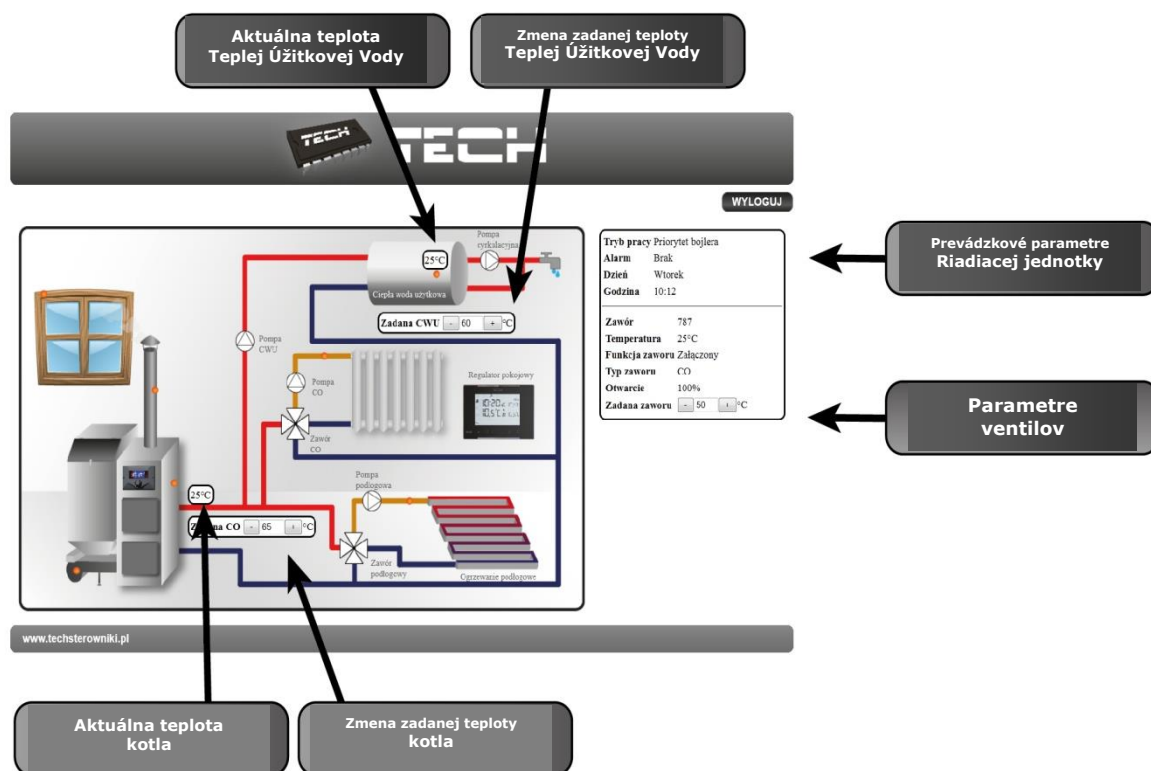 Aktuálna teplota
Teplej Úžitkovej Vody
Zmena zadanej teploty
Teplej Úžitkovej Vody
TECH
TECH
WYLOGUJ
Pompa
cyrkulacyjna
25°C
Ciepła woda użytkowa
Zadana CWU - 60 + °C
Pompa
CWU
Pompa
CO
Regulator pokojowy
Zawór
CO
Pompa
podłogowa
25°C
CO - 65 + °C
Zawór
podłogowy
Ogrzewanie podłogowe
Tryb pracy Priorytet bojlera
Alarm Brak
Dzień Wtorek
Godzina 10:12
Zawór 787
Temperatura 25°C
Funkcja zaworu Załączony
Typ zaworu CO
Otwarcie 100%
Zadana zaworu - 50 + °C
Prevádzkové parametre
Riadiacej jednotky
Parametre
ventilov
www.techsterowniki.pl
Aktuálna teplota
kotla
Zmena zadanej teploty
kotla